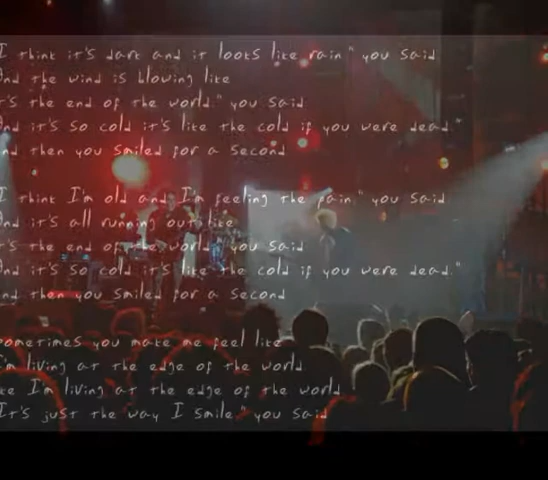 I think it's dark and it looks like rain" you said
nd the wind is blowing like
t's the end of the world." you said
nd it's so cold it's like the cold if you were dead."
nd then you smiled for a second
I think I'm old and I'm feeling the pain." you said
nd it's all running out like
t's the end of the world." you said
nd it's so cold it's like the cold if you were dead."
nd then you smiled for a second
ometimes you make me feel like
'm living at the edge of the world
ke I'm living at the edge of the world
It's just the way I smile" you said